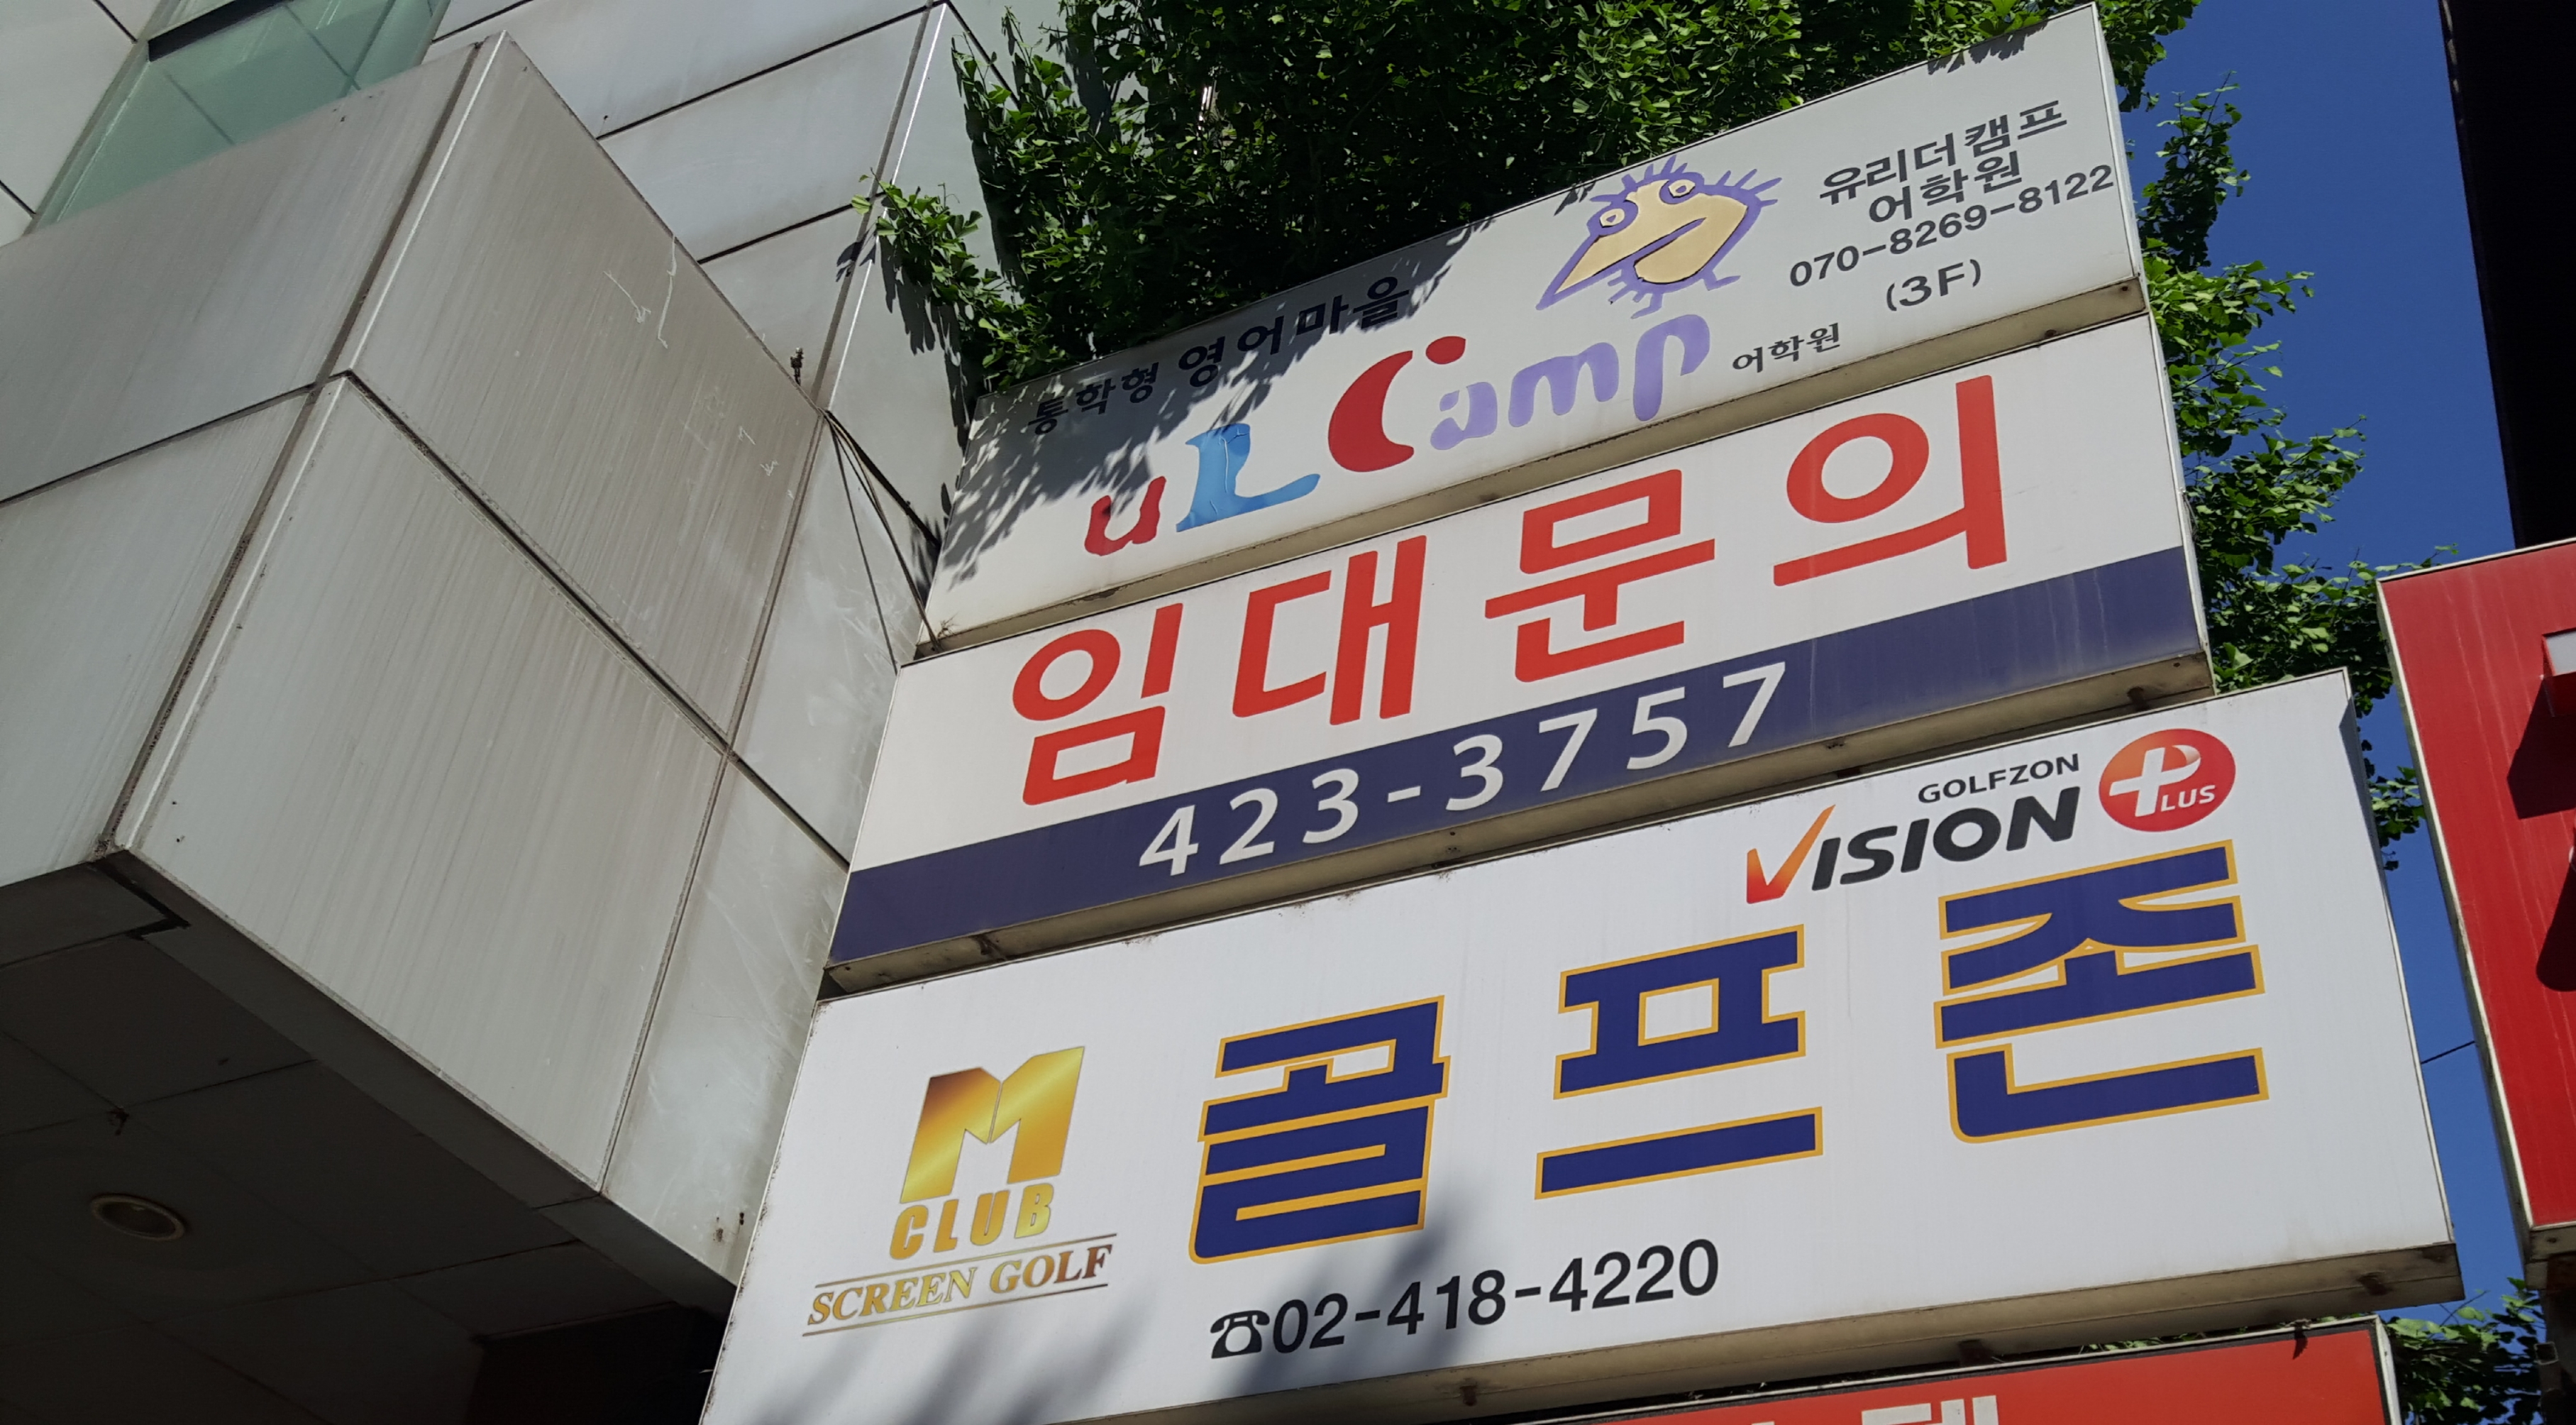 유리더캠프
어학원
070-8269-8122
(3F)
통학형 영어마을
uLCamp 어학원
임대문의
423-3757
GOLFZON
VISION PLUS
골프존
M
CLUB
SCREEN GOLF
☎02-418-4220
텔